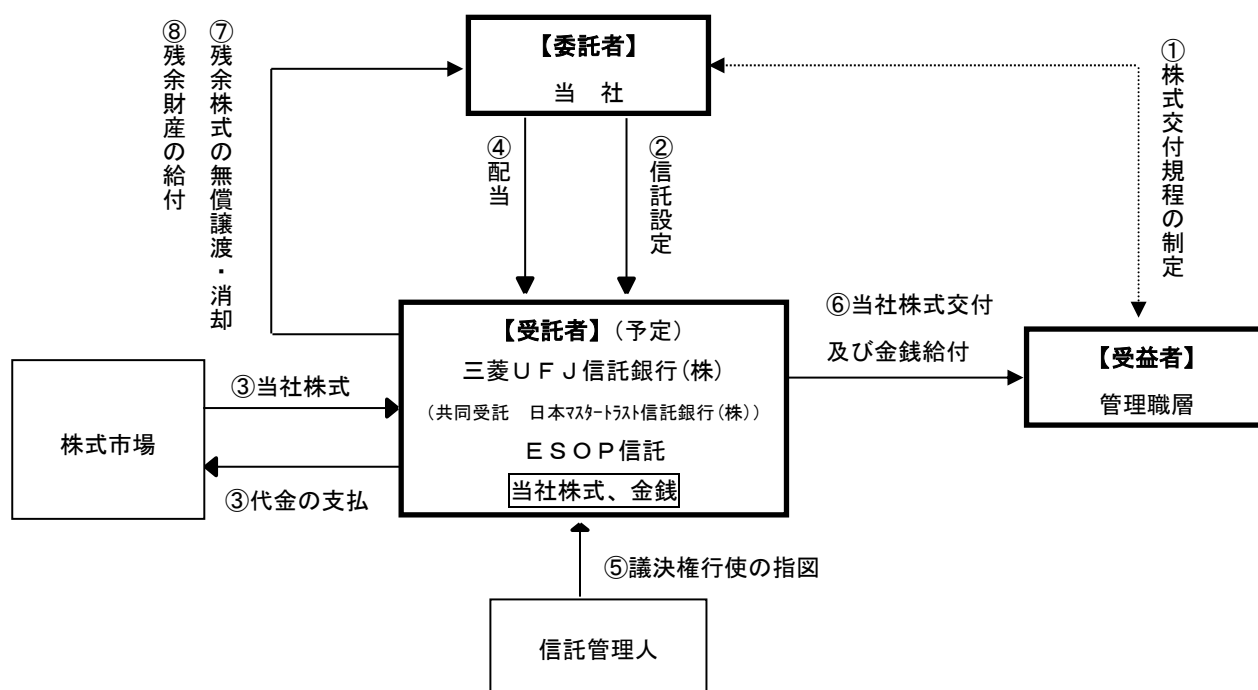 ⑧残余財産の給付
⑦残余株式の無償譲渡・消却
【委託者】
当 社
①株式交付規程の制定
④配当
②信託設定
【受託者】(予定)
三菱UFJ信託銀行(株)
(共同受託 日本ﾏｽﾀｰﾄﾗｽﾄ信託銀行(株))
ESOP信託
当社株式、金銭
⑥当社株式交付
及び金銭給付
【受益者】
管理職層
株式市場
③当社株式
③代金の支払
⑤議決権行使の指図
信託管理人